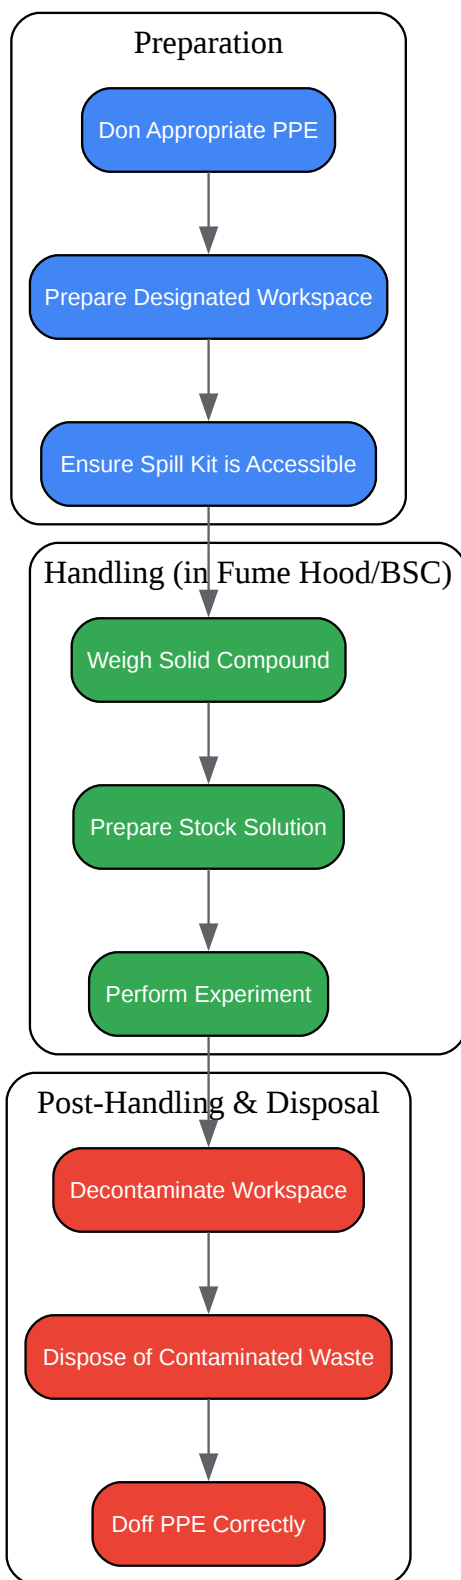 Preparation
Don Appropriate PPE
Prepare Designated Workspace
Ensure Spill Kit is Accessible
Handling (in Fume Hood/BSC)
Weigh Solid Compound
Prepare Stock Solution
Perform Experiment
Post-Handling & Disposal
Decontaminate Workspace
Dispose of Contaminated Waste
Doff PPE Correctly